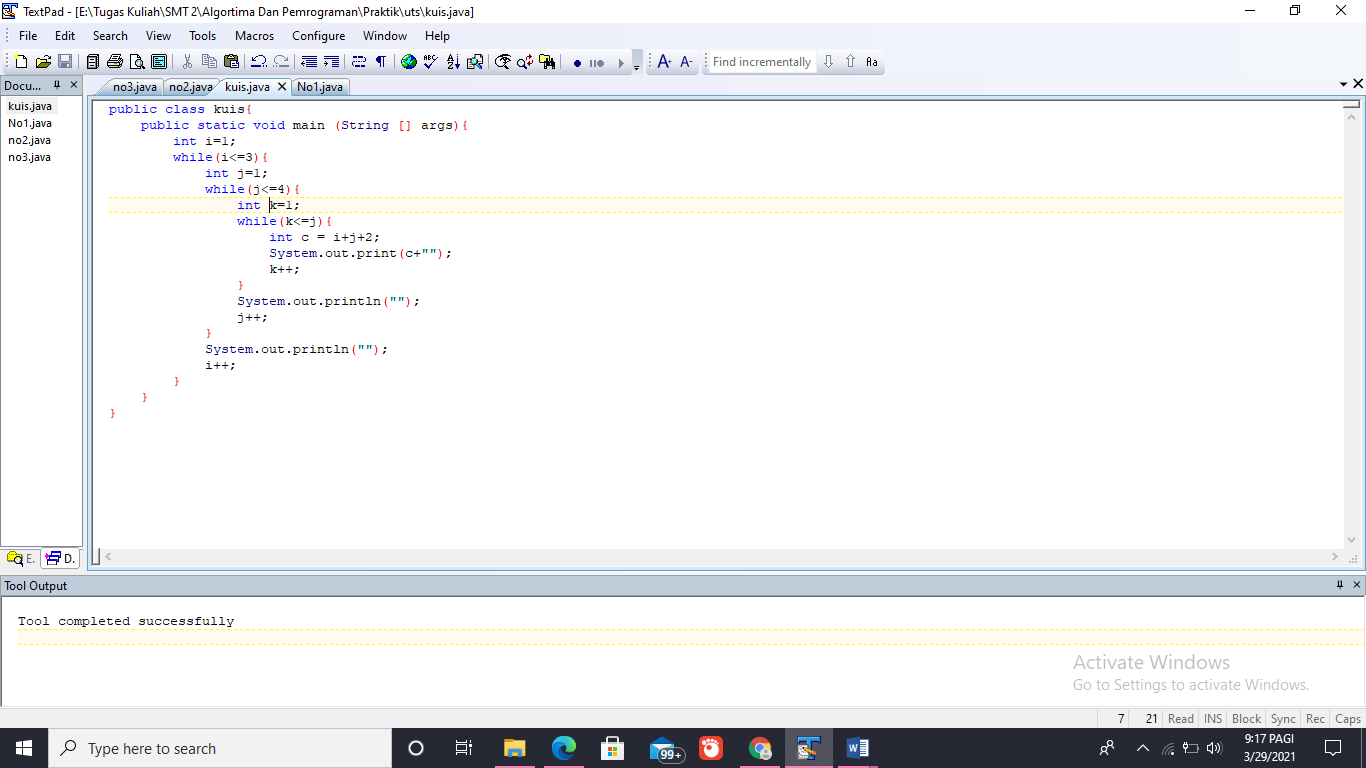 TextPad - [E:\Tugas Kuliah\SMT 2\Algortima Dan Pemrograman\Praktik\uts\kuis.java]
File Edit Search View Tools Macros Configure Window Help
Find incrementally Aa
Docu...
no3.java no2.java kuis.java No1.java
kuis.java
No1.java
no2.java
no3.java
public class kuis{
    public static void main (String [] args){
        int i=1;
        while(i<=3){
            int j=1;
            while(j<=4){
                int k=1;
                while(k<=j){
                    int c = i+j+2;
                    System.out.print(c+"");
                    k++;
                }
                System.out.println("");
                j++;
            }
            System.out.println("");
            i++;
        }
    }
}
E. D.
Tool Output
Tool completed successfully
Activate Windows
Go to Settings to activate Windows.
7 21 Read INS Block Sync Rec Caps
Type here to search
99+
9:17 PAGI
3/29/2021